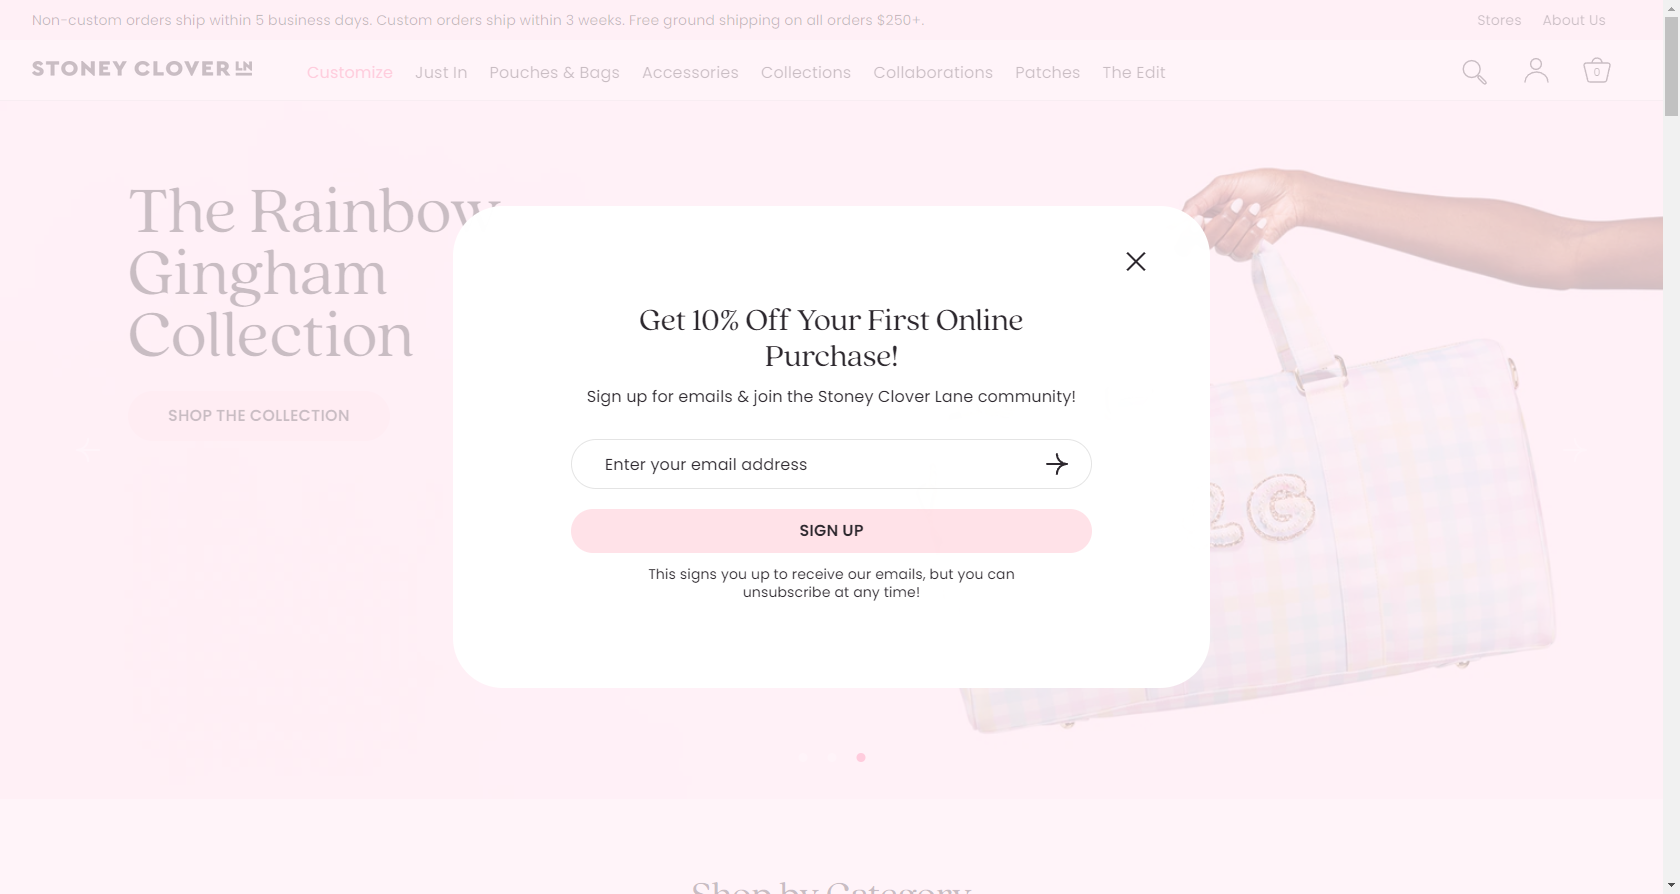 Non-custom orders ship within 5 business days. Custom orders ship within 3 weeks. Free ground shipping on all orders $250+.
Stores About Us
STONEY CLOVER LN
Customize Just In Pouches & Bags Accessories Collections Collaborations Patches The Edit
0
The Rainbow
Gingham
Collection
SHOP THE COLLECTION
Get 10% Off Your First Online
Purchase!
Sign up for emails & join the Stoney Clover Lane community!
Enter your email address
SIGN UP
This signs you up to receive our emails, but you can
unsubscribe at any time!
G
Shop by Category